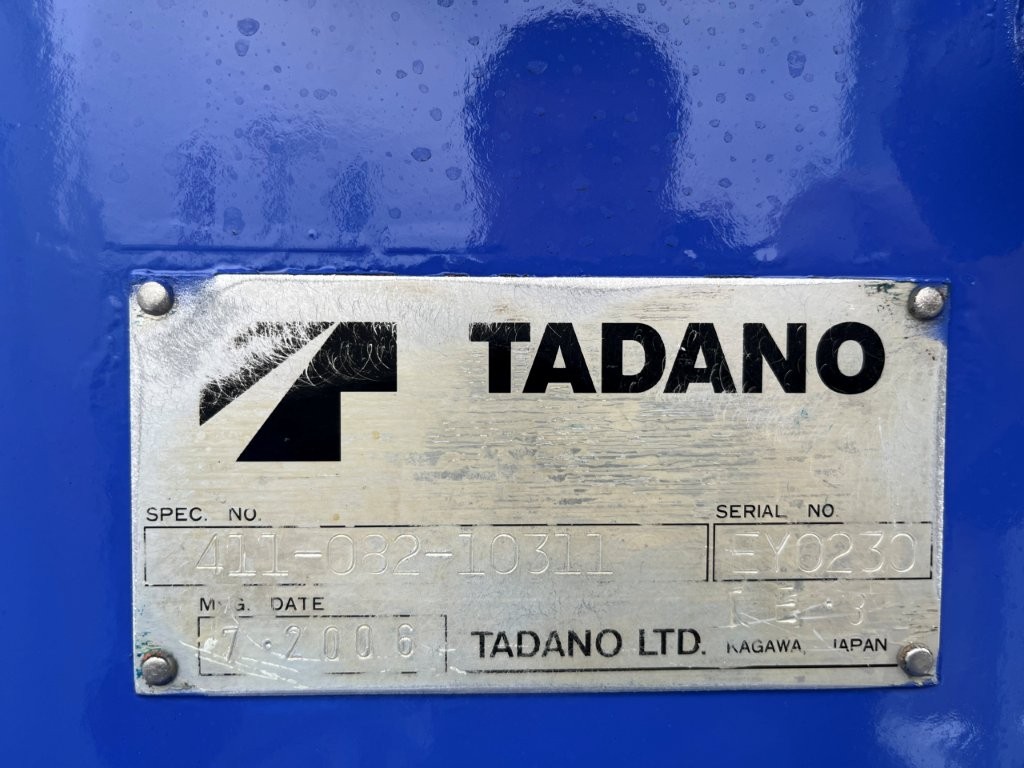 TADANO
SPEC. NO.
SERIAL NO.
411-082-10311
EY0230
MFG. DATE
7.2006
TADANO LTD. KAGAWA, JAPAN